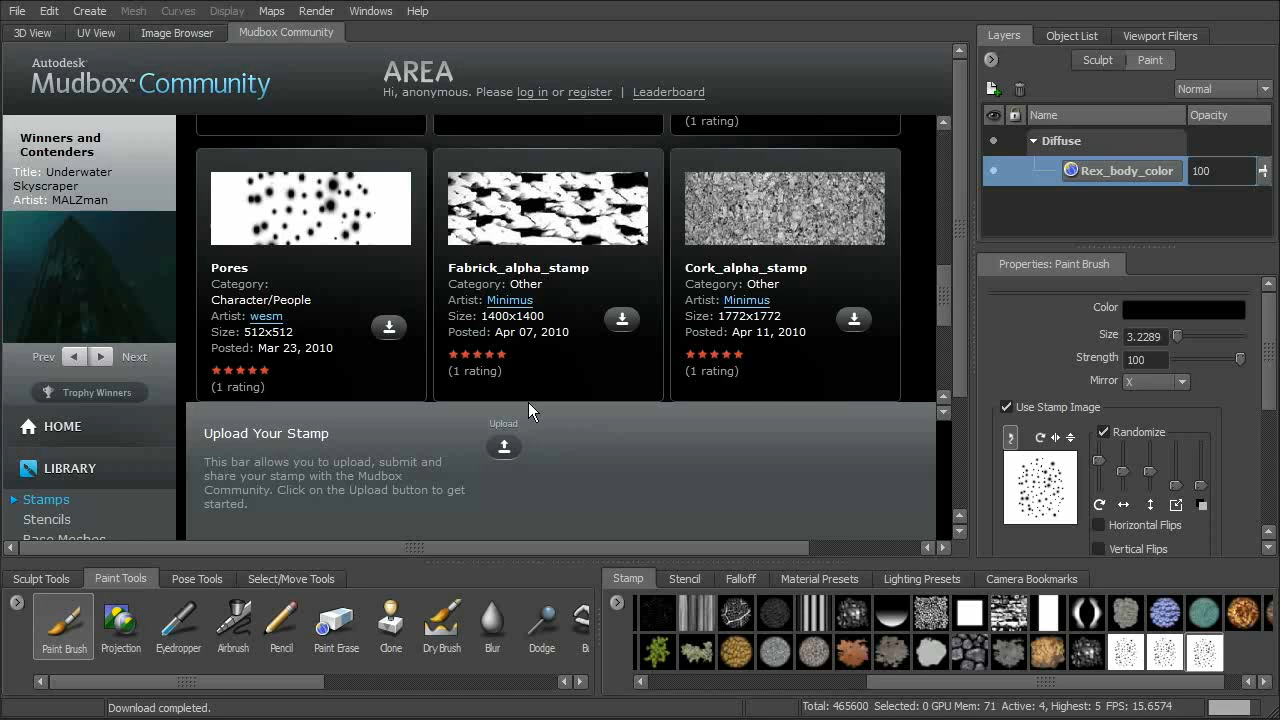 File Edit Create Mesh Curves Display Maps Render Windows Help
3D View UV View Image Browser Mudbox Community
Autodesk
Mudbox™ Community
AREA
Hi, anonymous. Please log in or register | Leaderboard
Winners and
Contenders
Title: Underwater
Skyscraper
Artist: MALZman
Prev Next
Trophy Winners
HOME
LIBRARY
Stamps
Stencils
Base Meshes
(1 rating)
Pores
Category:
Character/People
Artist: wesm
Size: 512x512
Posted: Mar 23, 2010
(1 rating)
Fabrick_alpha_stamp
Category: Other
Artist: Minimus
Size: 1400x1400
Posted: Apr 07, 2010
(1 rating)
Cork_alpha_stamp
Category: Other
Artist: Minimus
Size: 1772x1772
Posted: Apr 11, 2010
(1 rating)
Upload Your Stamp
This bar allows you to upload, submit and
share your stamp with the Mudbox
Community. Click on the Upload button to get
started.
Upload
Layers Object List Viewport Filters
Sculpt Paint
Normal
Name Opacity
Diffuse
Rex_body_color 100
Properties: Paint Brush
Color
Size 3.2289
Strength 100
Mirror X
Use Stamp Image
Randomize
Horizontal Flips
Vertical Flips
Sculpt Tools Paint Tools Pose Tools Select/Move Tools
Paint Brush Projection Eyedropper Airbrush Pencil Paint Erase Clone Dry Brush Blur Dodge
Stamp Stencil Falloff Material Presets Lighting Presets Camera Bookmarks
Download completed.
Total: 465600 Selected: 0 GPU Mem: 71 Active: 4, Highest: 5 FPS: 15.6574